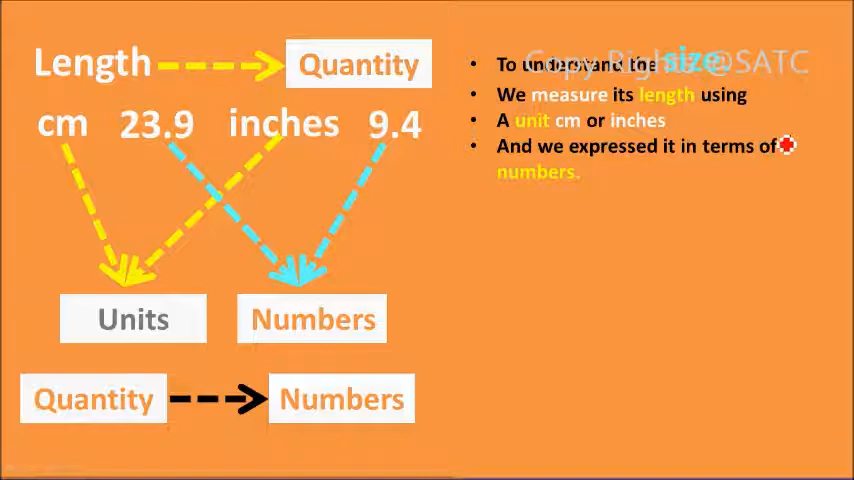 Length
Quantity
cm 23.9 inches 9.4
Units
Numbers
Quantity
Numbers
Copy Right @SATC
To understand the size.
We measure its length using
A unit cm or inches
And we expressed it in terms of
numbers.